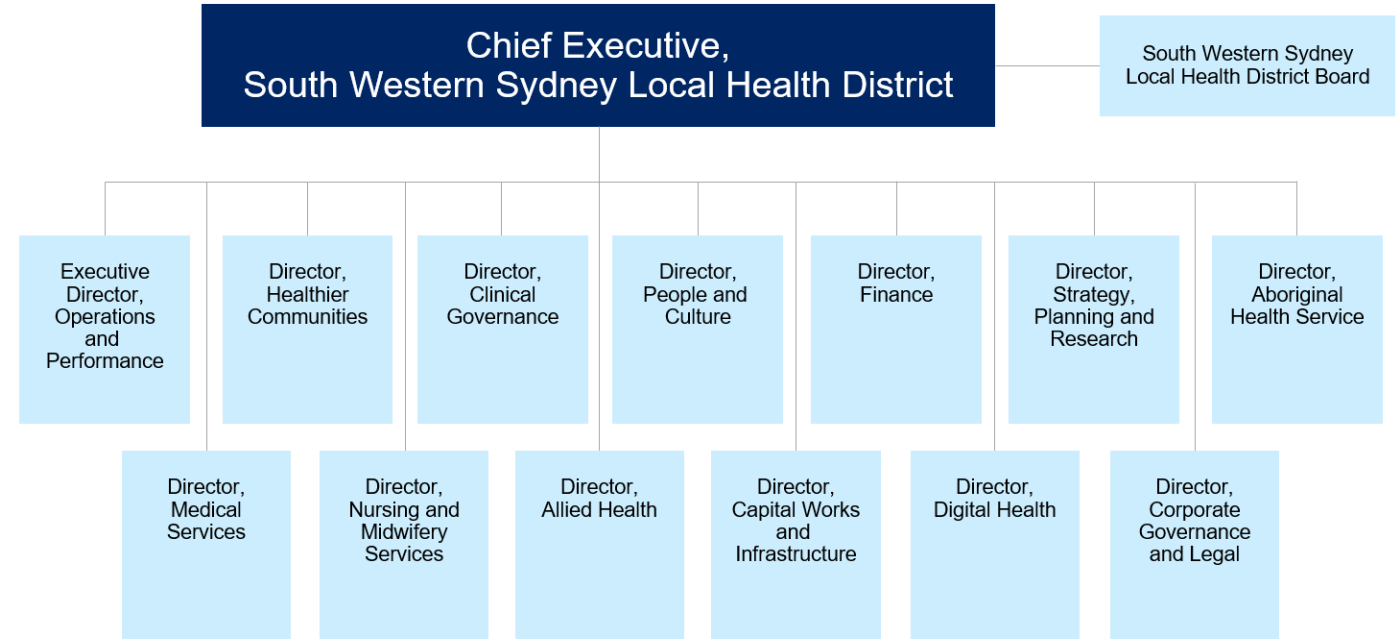 Chief Executive,
South Western Sydney Local Health District
South Western Sydney
Local Health District Board
Executive
Director,
Operations
and
Performance
Director,
Healthier
Communities
Director,
Clinical
Governance
Director,
People and
Culture
Director,
Finance
Director,
Strategy,
Planning and
Research
Director,
Aboriginal
Health Service
Director,
Medical
Services
Director,
Nursing and
Midwifery
Services
Director,
Allied Health
Director,
Capital Works
and
Infrastructure
Director,
Digital Health
Director,
Corporate
Governance
and Legal